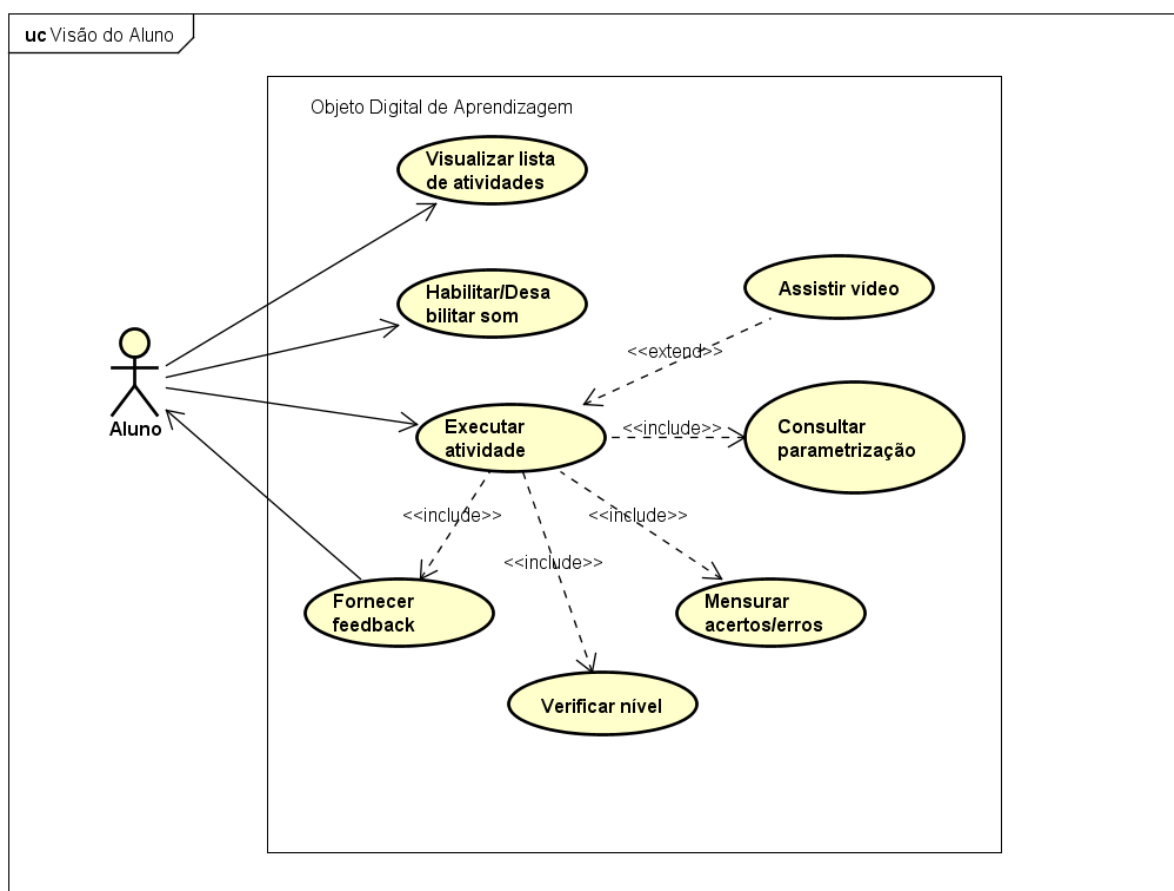 uc Visão do Aluno
Objeto Digital de Aprendizagem
Visualizar lista
de atividades
Habilitar/Desa
bilitar som
Assistir vídeo
<<extend>>
Aluno
Executar
atividade
<<include>>
Consultar
parametrização
<<include>>
<<include>>
<<include>>
Fornecer
feedback
Mensurar
acertos/erros
Verificar nível